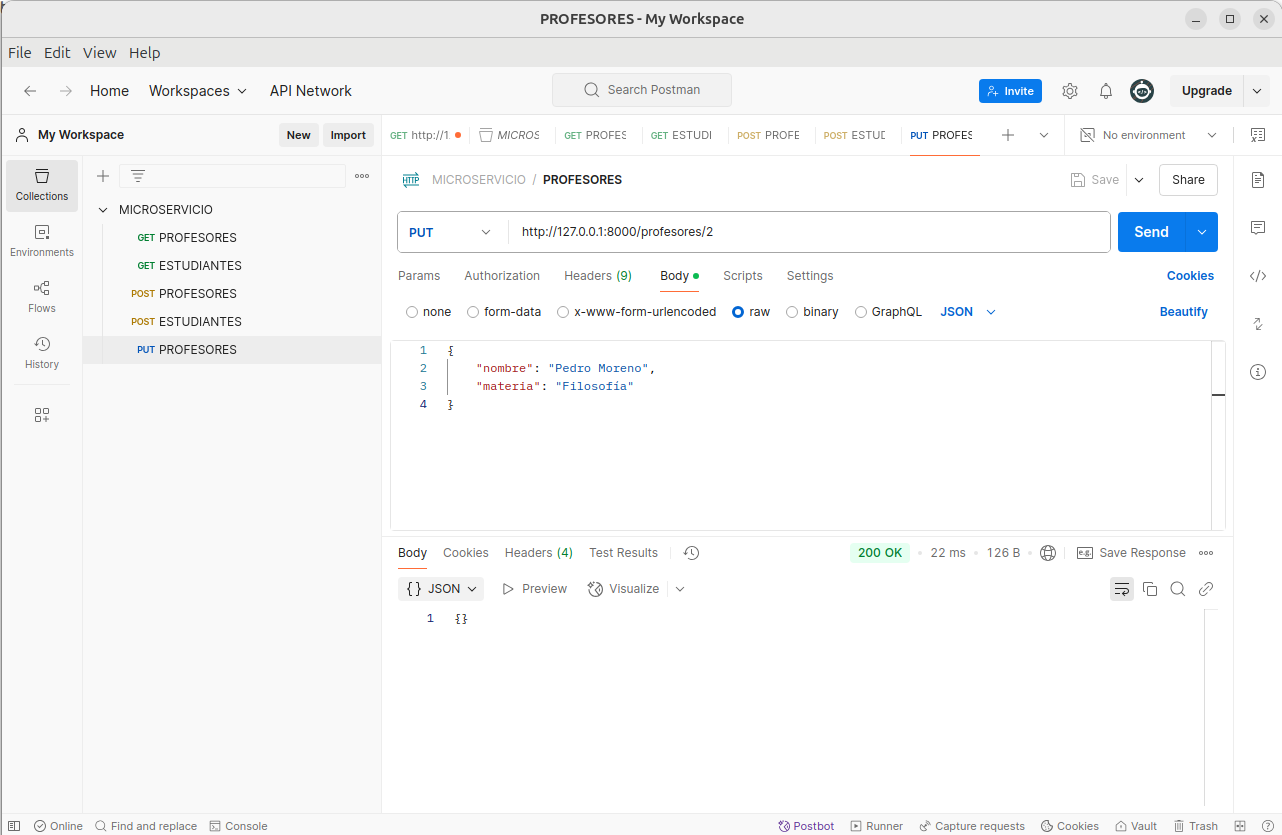 PROFESORES - My Workspace
File Edit View Help
Home Workspaces API Network Search Postman Invite Upgrade
My Workspace New Import
GET http://1 MICROS GET PROFES GET ESTUDI POST PROFE POST ESTUD PUT PROFES No environment
Collections
Environments
Flows
History
MICROSERVICIO
GET PROFESORES
GET ESTUDIANTES
POST PROFESORES
POST ESTUDIANTES
PUT PROFESORES
HTTP MICROSERVICIO / PROFESORES Save Share
PUT http://127.0.0.1:8000/profesores/2 Send
Params Authorization Headers (9) Body Scripts Settings Cookies
none form-data x-www-form-urlencoded raw binary GraphQL JSON Beautify
1 {
2 "nombre": "Pedro Moreno",
3 "materia": "Filosofía"
4 }
Body Cookies Headers (4) Test Results 200 OK 22 ms 126 B e.g. Save Response
{} JSON Preview Visualize
1 {}
Online Find and replace Console Postbot Runner Capture requests Cookies Vault Trash